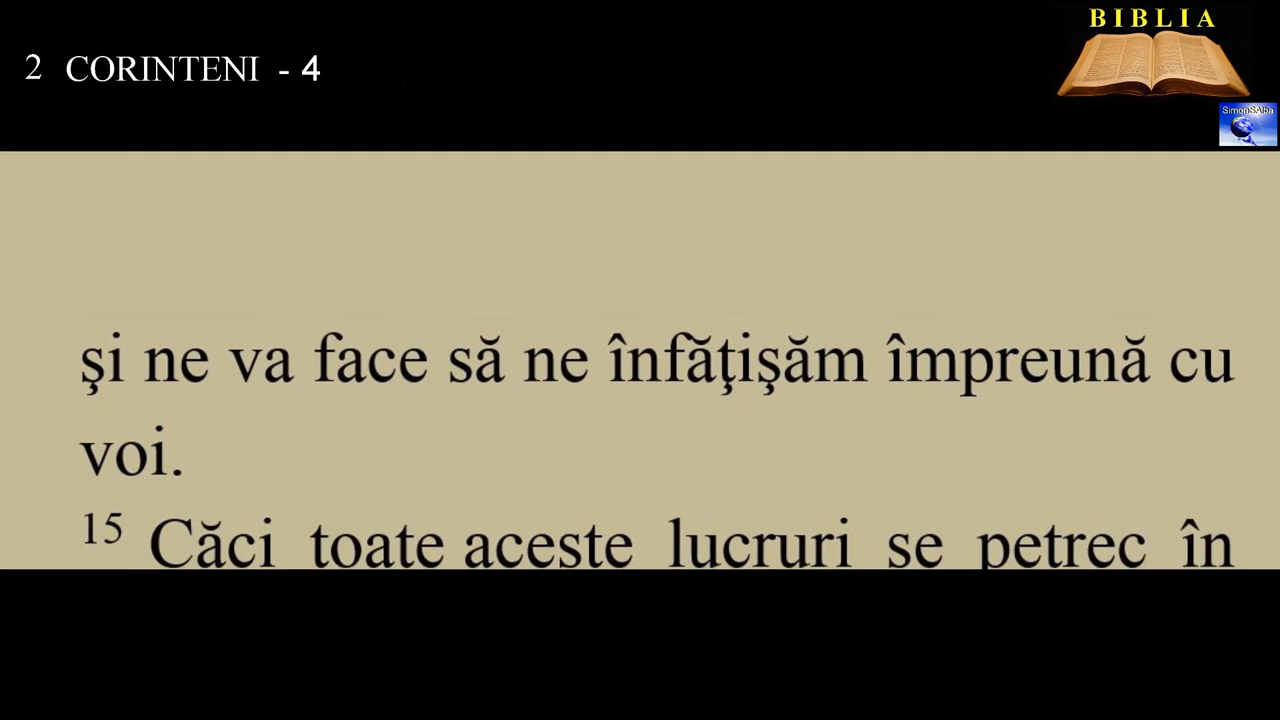 BIBLIA
2 CORINTENI - 4
SimonSAlba
şi ne va face să ne înfăţişăm împreună cu
voi.
15 Căci toate aceste lucruri se petrec în